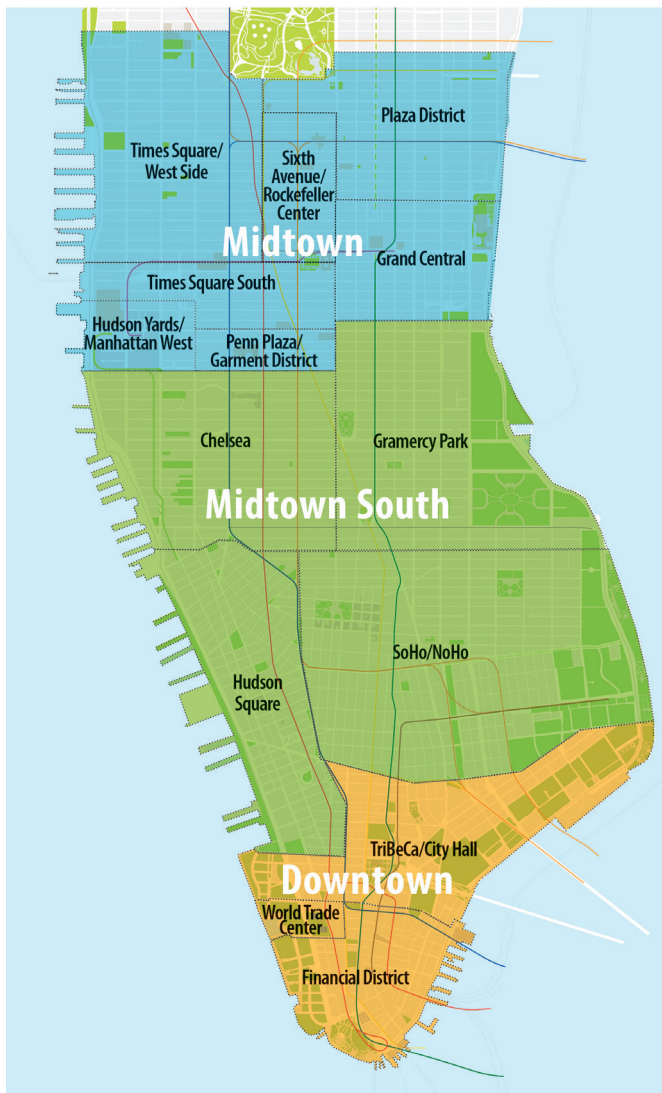 Plaza District
Times Square/
West Side
Sixth
Avenue/
Rockefeller
Center
Midtown
Grand Central
Times Square South
Hudson Yards/
Manhattan West
Penn Plaza/
Garment District
Chelsea
Gramercy Park
Midtown South
SoHo/NoHo
Hudson
Square
TriBeCa/City Hall
Downtown
World Trade
Center
Financial District